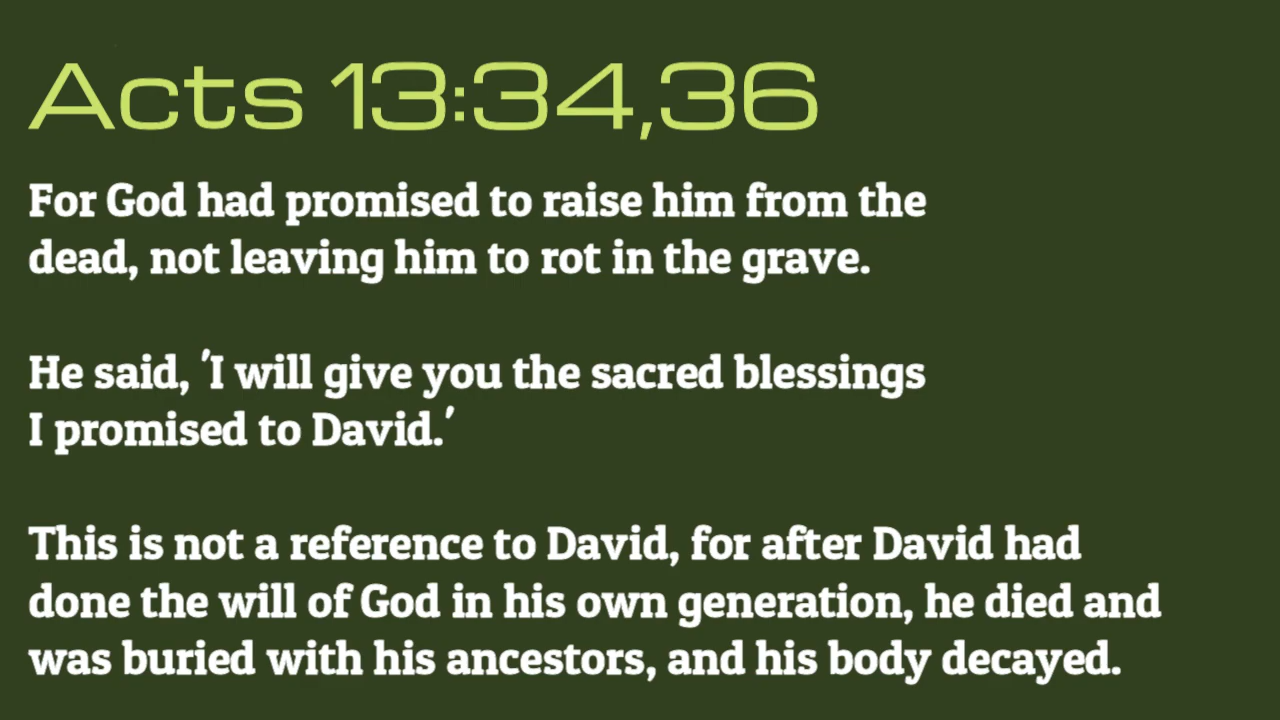 Acts 13:34,36
For God had promised to raise him from the
dead, not leaving him to rot in the grave.
He said, 'I will give you the sacred blessings
I promised to David.'
This is not a reference to David, for after David had
done the will of God in his own generation, he died and
was buried with his ancestors, and his body decayed.